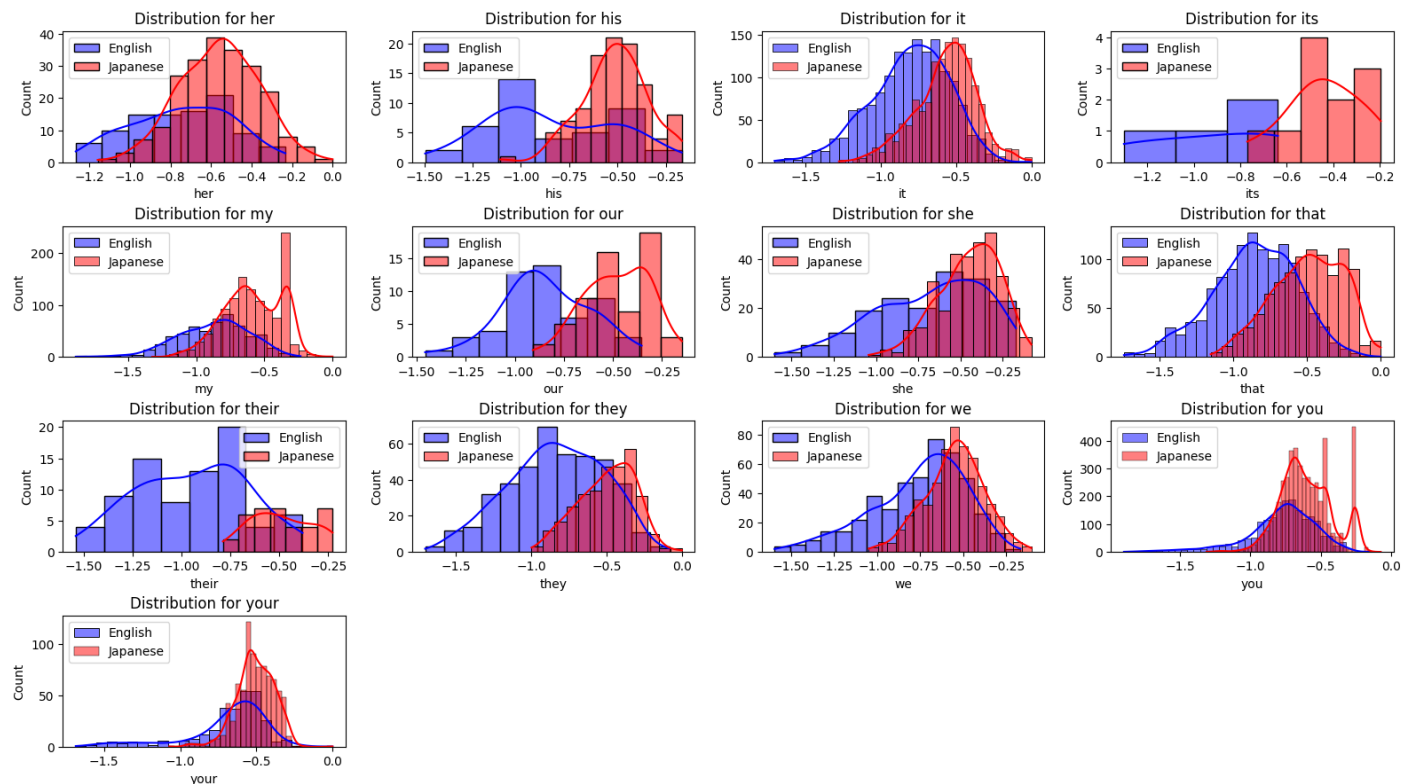 Distribution for her
English
Japanese
Count
0
10
20
30
40
−1.2
−1.0
−0.8
−0.6
−0.4
−0.2
0.0
her
Distribution for his
English
Japanese
Count
0
5
10
15
20
−1.50
−1.25
−1.00
−0.75
−0.50
−0.25
his
Distribution for it
English
Japanese
Count
0
50
100
150
−1.5
−1.0
−0.5
0.0
it
Distribution for its
English
Japanese
Count
0
1
2
3
4
−1.2
−1.0
−0.8
−0.6
−0.4
−0.2
its
Distribution for my
English
Japanese
Count
0
50
100
150
200
−1.5
−1.0
−0.5
0.0
my
Distribution for our
English
Japanese
Count
0
5
10
15
−1.50
−1.25
−1.00
−0.75
−0.50
−0.25
our
Distribution for she
English
Japanese
Count
0
20
40
−1.50
−1.25
−1.00
−0.75
−0.50
−0.25
she
Distribution for that
English
Japanese
Count
0
50
100
−1.5
−1.0
−0.5
0.0
that
Distribution for their
English
Japanese
Count
0
5
10
15
20
−1.50
−1.25
−1.00
−0.75
−0.50
−0.25
their
Distribution for they
English
Japanese
Count
0
20
40
60
−1.5
−1.0
−0.5
0.0
they
Distribution for we
English
Japanese
Count
0
20
40
60
80
−1.50
−1.25
−1.00
−0.75
−0.50
−0.25
we
Distribution for you
English
Japanese
Count
0
100
200
300
400
−1.5
−1.0
−0.5
0.0
you
Distribution for your
English
Japanese
Count
0
50
100
−1.5
−1.0
−0.5
0.0
your